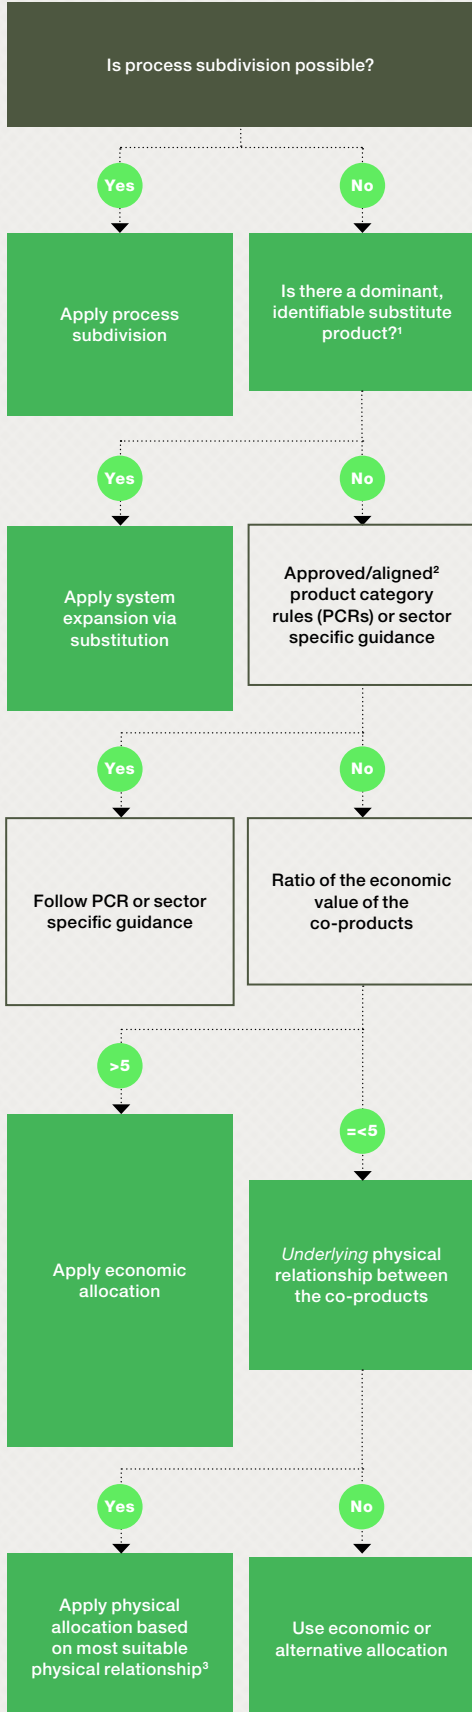 Is process subdivision possible?
Yes
No
Apply process
subdivision
Is there a dominant,
identifiable substitute
product?¹
Yes
No
Apply system
expansion via
substitution
Approved/aligned²
product category
rules (PCRs) or sector
specific guidance
Yes
No
Follow PCR or sector
specific guidance
Ratio of the economic
value of the
co-products
>5
=<5
Apply economic
allocation
Underlying physical
relationship between
the co-products
Yes
No
Apply physical
allocation based
on most suitable
physical relationship³
Use economic or
alternative allocation